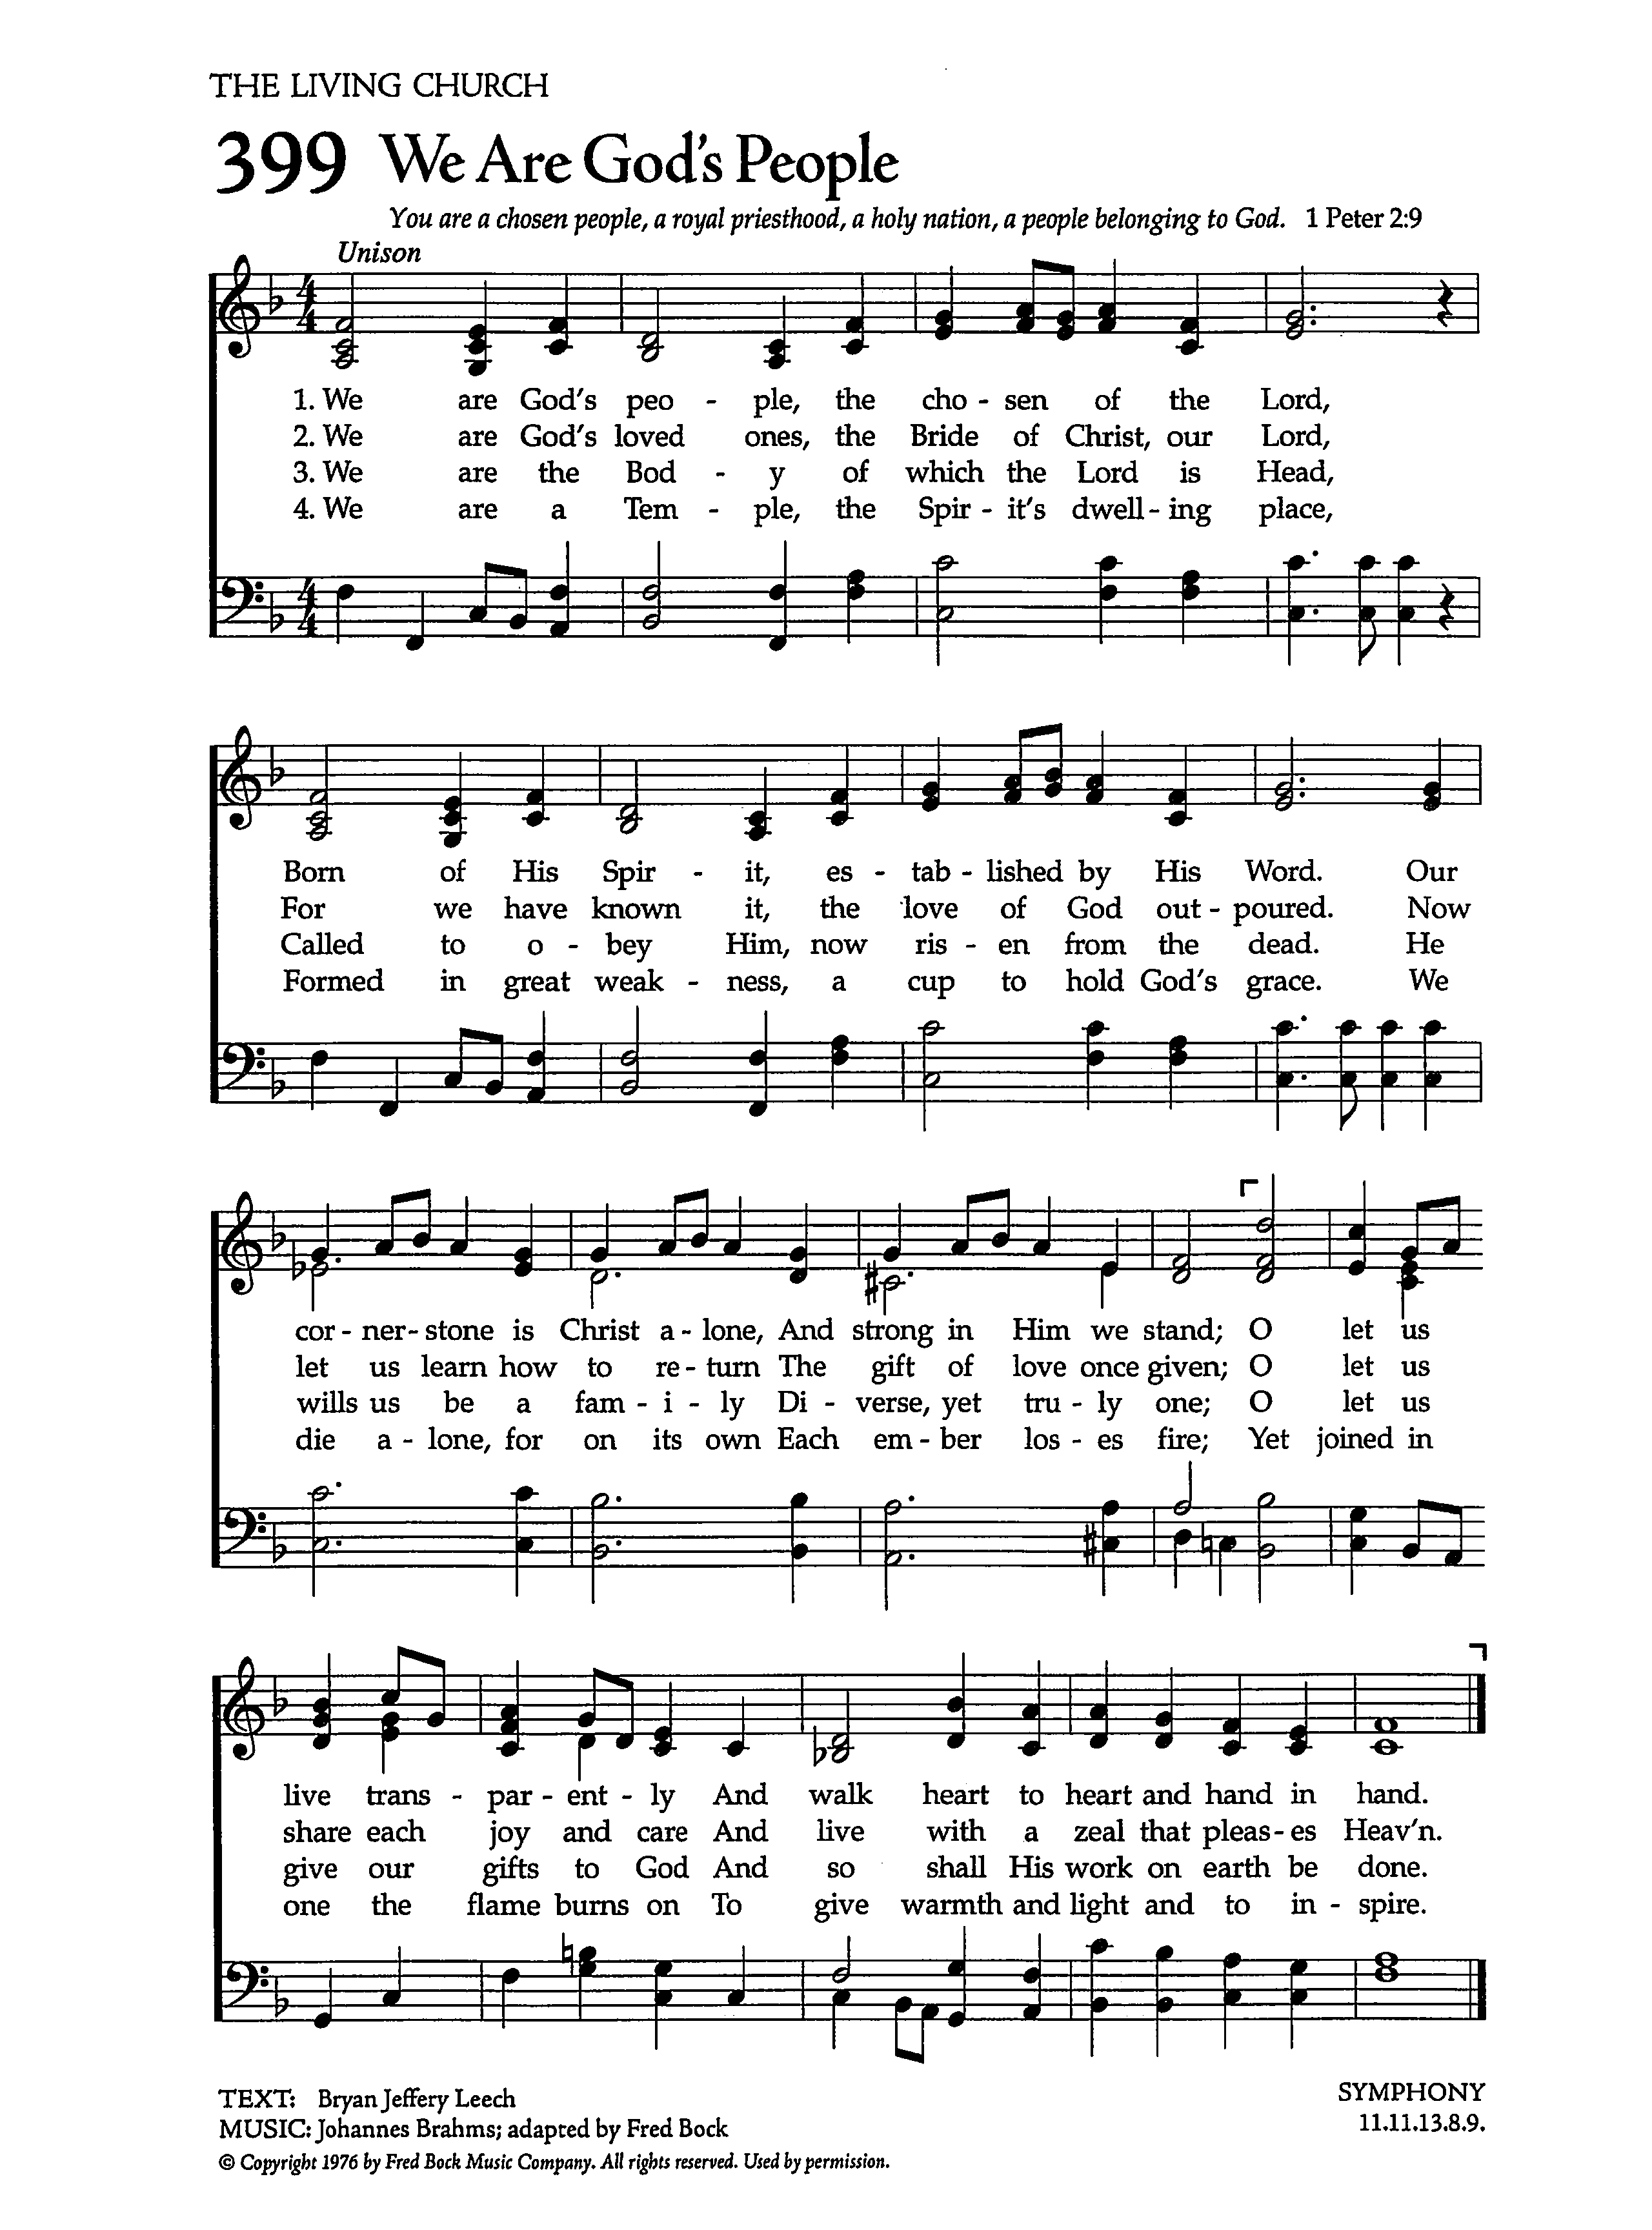 THE LIVING CHURCH
399 We Are God's People
You are a chosen people, a royal priesthood, a holy nation, a people belonging to God. 1 Peter 2:9
Unison
1. We are God's peo - ple, the cho - sen of the Lord,
2. We are God's loved ones, the Bride of Christ, our Lord,
3. We are the Bod - y of which the Lord is Head,
4. We are a Tem - ple, the Spir - it's dwell - ing place,
Born of His Spir - it, es - tab - lished by His Word. Our
For we have known it, the love of God out - poured. Now
Called to o - bey Him, now ris - en from the dead. He
Formed in great weak - ness, a cup to hold God's grace. We
cor - ner - stone is Christ a - lone, And strong in Him we stand; O let us
let us learn how to re - turn The gift of love once given; O let us
wills us be a fam - i - ly Di - verse, yet tru - ly one; O let us
die a - lone, for on its own Each em - ber los - es fire; Yet joined in
live trans - par - ent - ly And walk heart to heart and hand in hand.
share each joy and care And live with a zeal that pleas - es Heav'n.
give our gifts to God And so shall His work on earth be done.
one the flame burns on To give warmth and light and to in - spire.
TEXT: Bryan Jeffery Leech
MUSIC: Johannes Brahms; adapted by Fred Bock
© Copyright 1976 by Fred Bock Music Company. All rights reserved. Used by permission.
SYMPHONY
11.11.13.8.9.